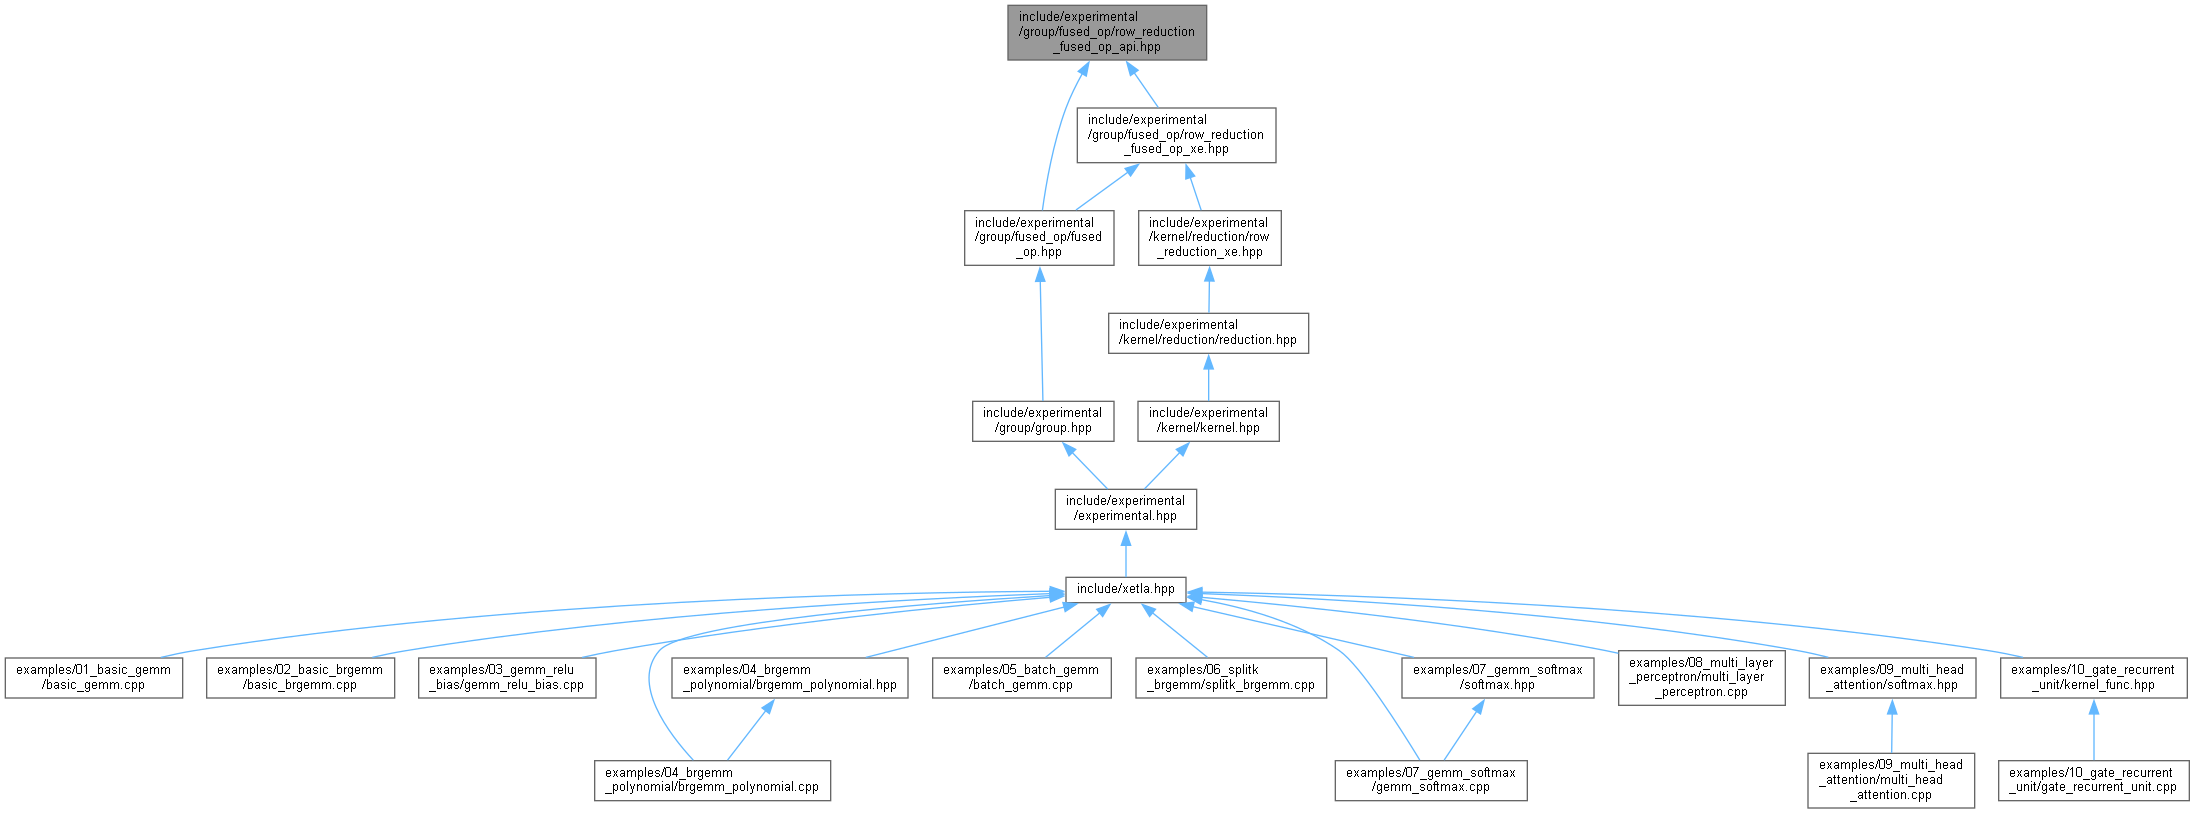 include/experimental
/group/fused_op/row_reduction
_fused_op_api.hpp
include/experimental
/group/fused_op/row_reduction
_fused_op_xe.hpp
include/experimental
/group/fused_op/fused
_op.hpp
include/experimental
/kernel/reduction/row
_reduction_xe.hpp
include/experimental
/kernel/reduction/reduction.hpp
include/experimental
/group/group.hpp
include/experimental
/kernel/kernel.hpp
include/experimental
/experimental.hpp
include/xetla.hpp
examples/01_basic_gemm
/basic_gemm.cpp
examples/02_basic_brgemm
/basic_brgemm.cpp
examples/03_gemm_relu
_bias/gemm_relu_bias.cpp
examples/04_brgemm
_polynomial/brgemm_polynomial.hpp
examples/05_batch_gemm
/batch_gemm.cpp
examples/06_splitk
_brgemm/splitk_brgemm.cpp
examples/07_gemm_softmax
/softmax.hpp
examples/08_multi_layer
_perceptron/multi_layer
_perceptron.cpp
examples/09_multi_head
_attention/softmax.hpp
examples/10_gate_recurrent
_unit/kernel_func.hpp
examples/04_brgemm
_polynomial/brgemm_polynomial.cpp
examples/07_gemm_softmax
/gemm_softmax.cpp
examples/09_multi_head
_attention/multi_head
_attention.cpp
examples/10_gate_recurrent
_unit/gate_recurrent_unit.cpp